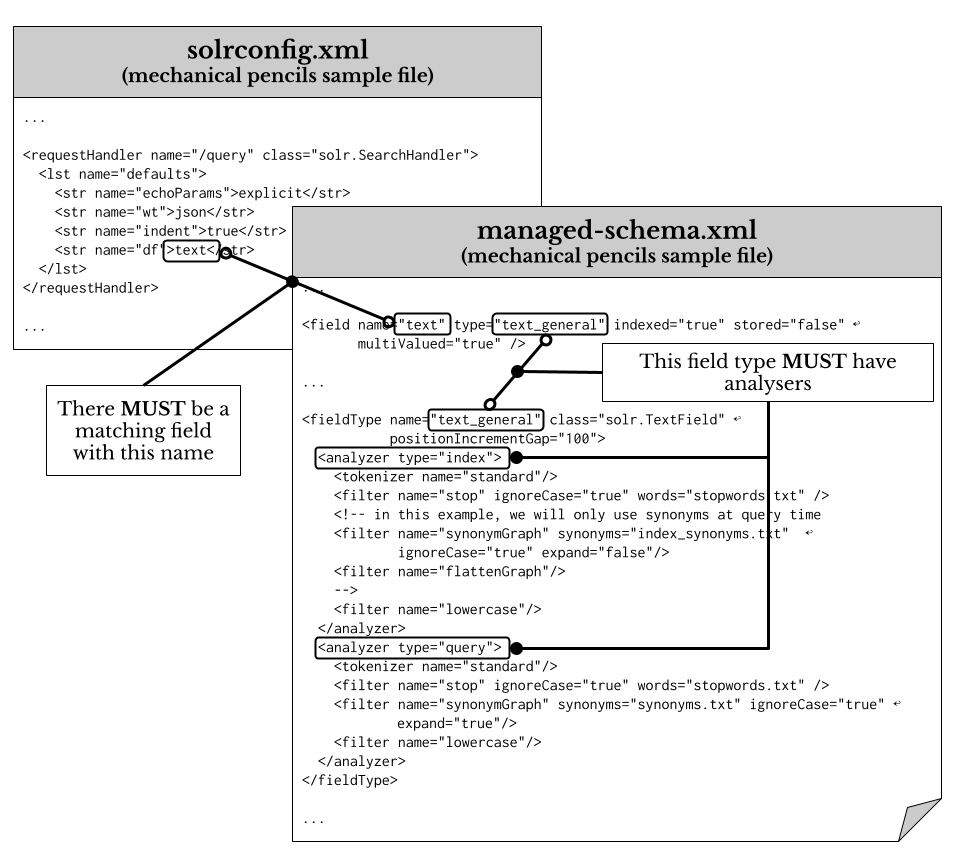 solrconfig.xml
(mechanical pencils sample file)
...
<requestHandler name="/query" class="solr.SearchHandler">
<lst name="defaults">
<str name="echoParams">explicit</str>
<str name="wt">json</str>
<str name="indent">true</str>
<str name="df">text</str>
</lst>
</requestHandler>
...
There MUST be a
matching field
with this name
managed-schema.xml
(mechanical pencils sample file)
...
<field name="text" type="text_general" indexed="true" stored="false" ↩
multiValued="true" />
This field type MUST have
analysers
...
<fieldType name="text_general" class="solr.TextField" ↩
positionIncrementGap="100">
<analyzer type="index">
<tokenizer name="standard"/>
<filter name="stop" ignoreCase="true" words="stopwords.txt" />
<!-- in this example, we will only use synonyms at query time
<filter name="synonymGraph" synonyms="index_synonyms.txt" ↩
ignoreCase="true" expand="false"/>
<filter name="flattenGraph"/>
-->
<filter name="lowercase"/>
</analyzer>
<analyzer type="query">
<tokenizer name="standard"/>
<filter name="stop" ignoreCase="true" words="stopwords.txt" />
<filter name="synonymGraph" synonyms="synonyms.txt" ignoreCase="true" ↩
expand="true"/>
<filter name="lowercase"/>
</analyzer>
</fieldType>
...